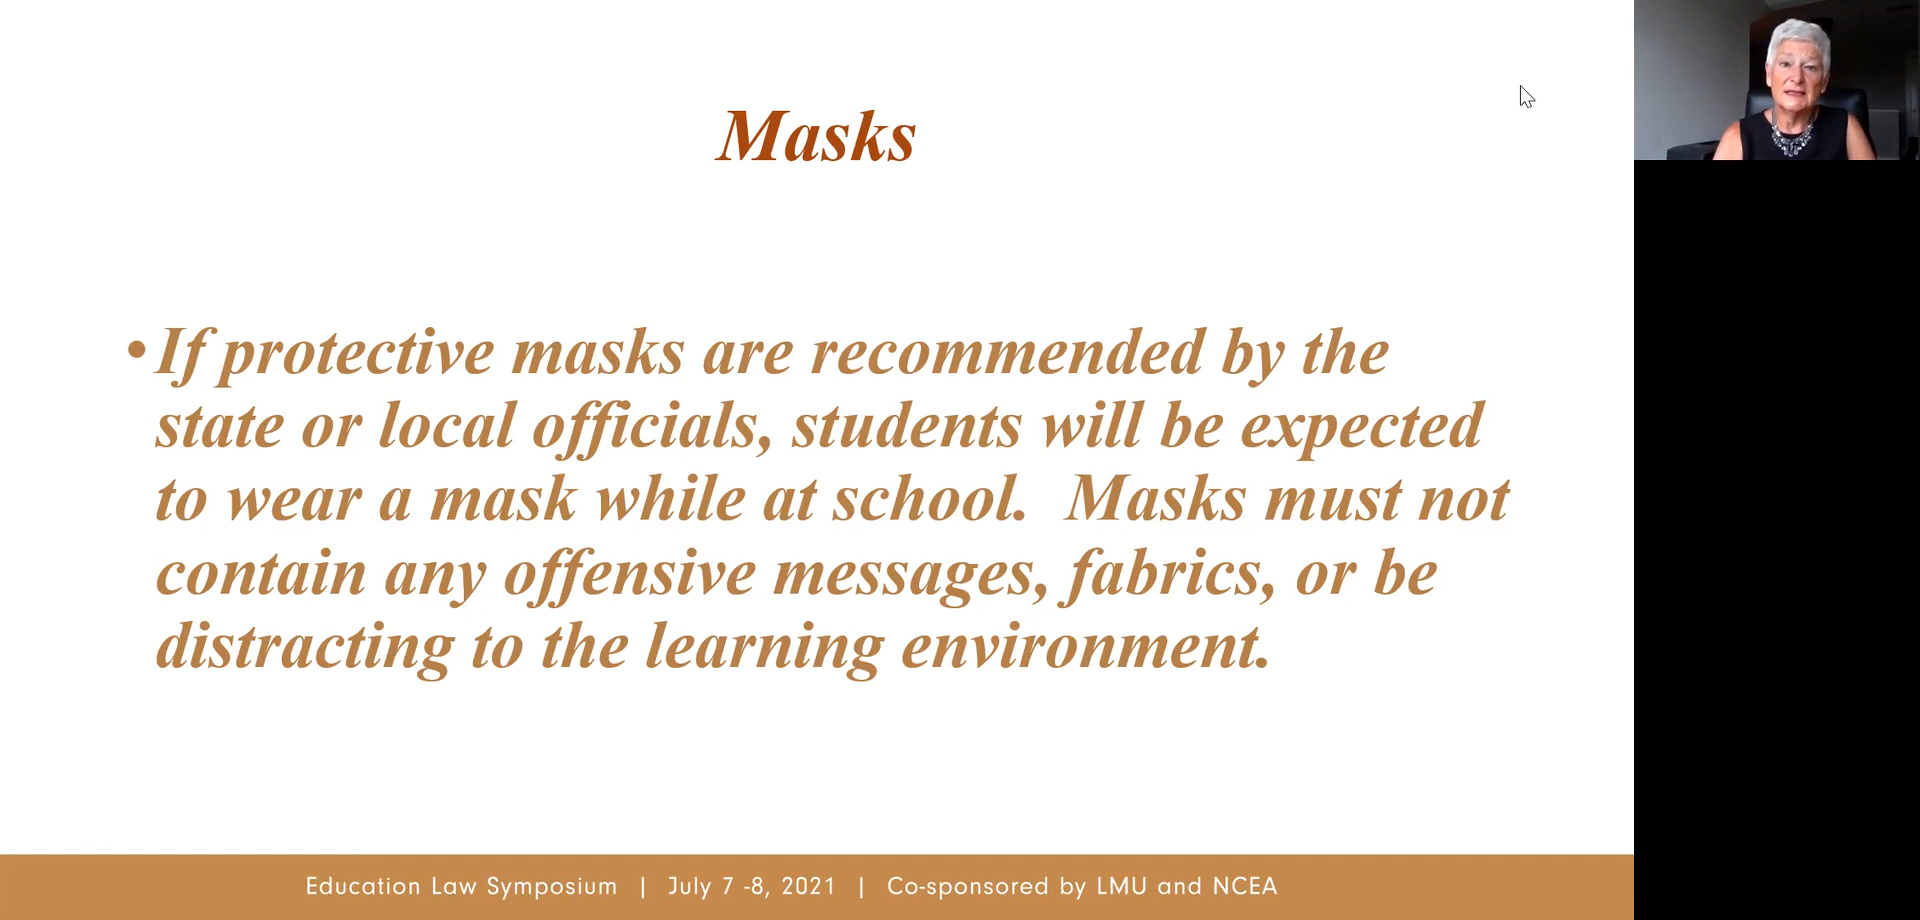 Masks
• If protective masks are recommended by the
state or local officials, students will be expected
to wear a mask while at school.  Masks must not
contain any offensive messages, fabrics, or be
distracting to the learning environment.
Education Law Symposium | July 7 -8, 2021 | Co-sponsored by LMU and NCEA